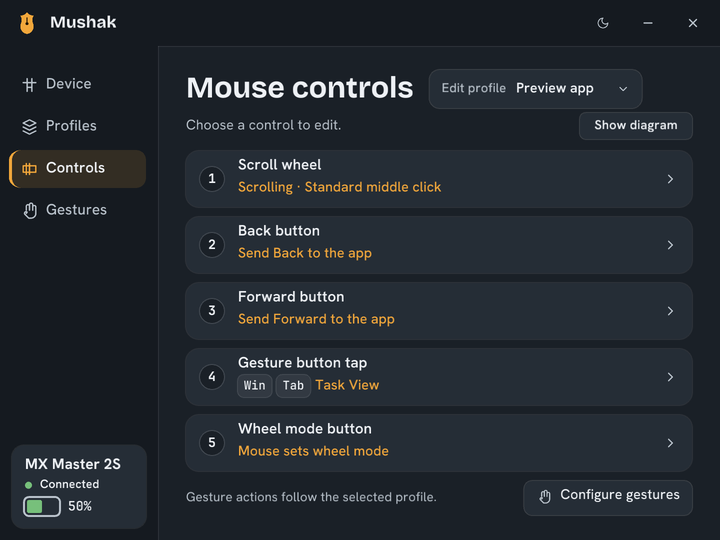 Mushak
Device
Profiles
Controls
Gestures
MX Master 2S
Connected
50%
Mouse controls
Edit profile Preview app
Choose a control to edit.
Show diagram
1
Scroll wheel
Scrolling · Standard middle click
2
Back button
Send Back to the app
3
Forward button
Send Forward to the app
4
Gesture button tap
Win Tab Task View
5
Wheel mode button
Mouse sets wheel mode
Gesture actions follow the selected profile.
Configure gestures